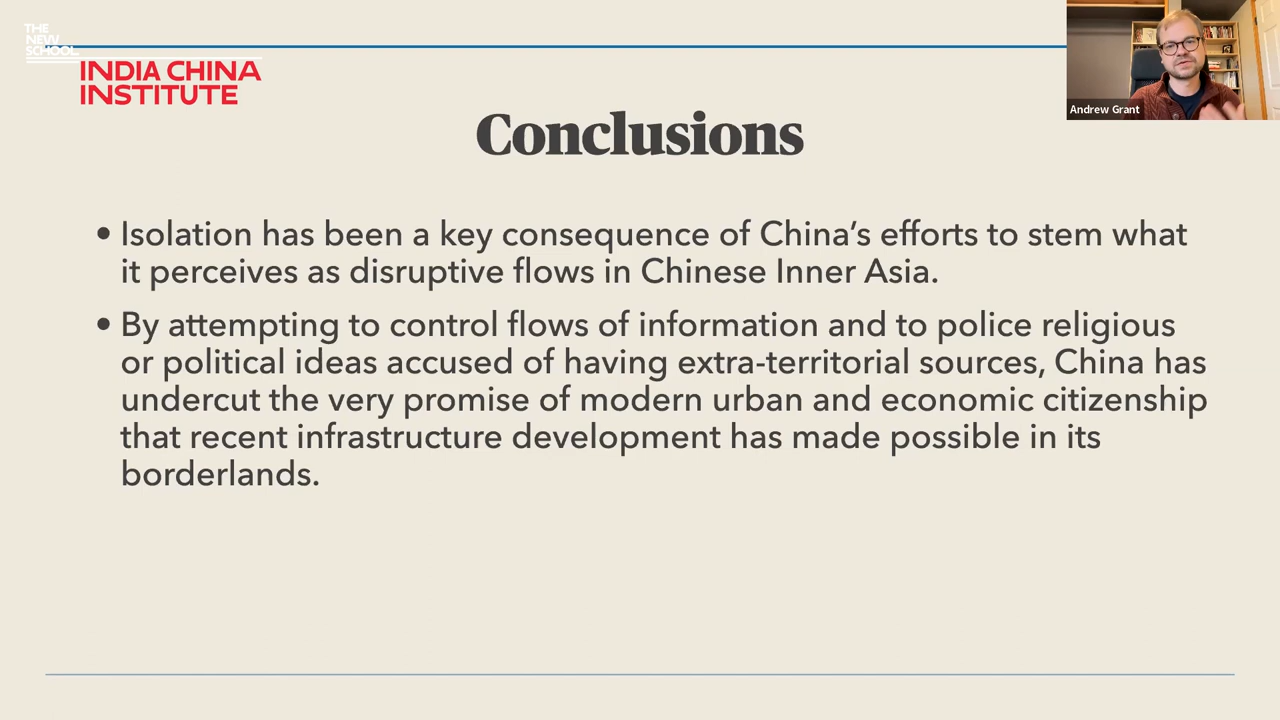 THE
NEW
SCHOOL
INDIA CHINA
INSTITUTE
Andrew Grant
Conclusions
• Isolation has been a key consequence of China’s efforts to stem what
it perceives as disruptive flows in Chinese Inner Asia.
• By attempting to control flows of information and to police religious
or political ideas accused of having extra-territorial sources, China has
undercut the very promise of modern urban and economic citizenship
that recent infrastructure development has made possible in its
borderlands.